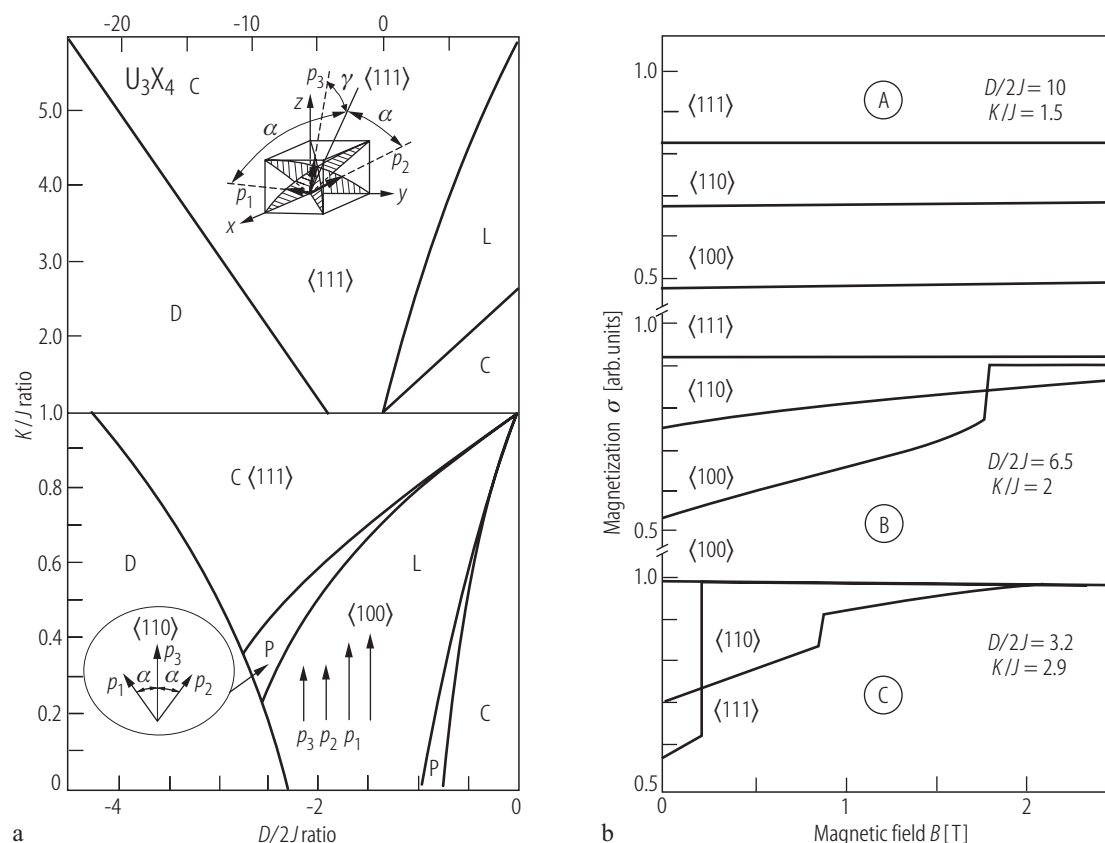 -20 -10 0
U₃X₄ C
p₃ γ ⟨111⟩
z
α α
p₂
p₁
y
x
5.0
4.0
3.0
2.0
1.0
L
⟨111⟩
D
C
K/J ratio
C ⟨111⟩
0.8
0.6
0.4
0.2
0
D
L
⟨110⟩
p₃
p₁ α α p₂
P
⟨100⟩
p₃ p₂ p₁
C
P
-4 -2 0
D/2J ratio
a
Magnetization σ [arb. units]
1.0
A
D/2J = 10
K/J = 1.5
⟨111⟩
⟨110⟩
⟨100⟩
0.5
1.0
⟨111⟩
⟨110⟩
⟨100⟩
D/2J = 6.5
K/J = 2
B
0.5
⟨100⟩
1.0
⟨110⟩
D/2J = 3.2
K/J = 2.9
⟨111⟩
C
0.5
0 1 2
Magnetic field B [T]
b